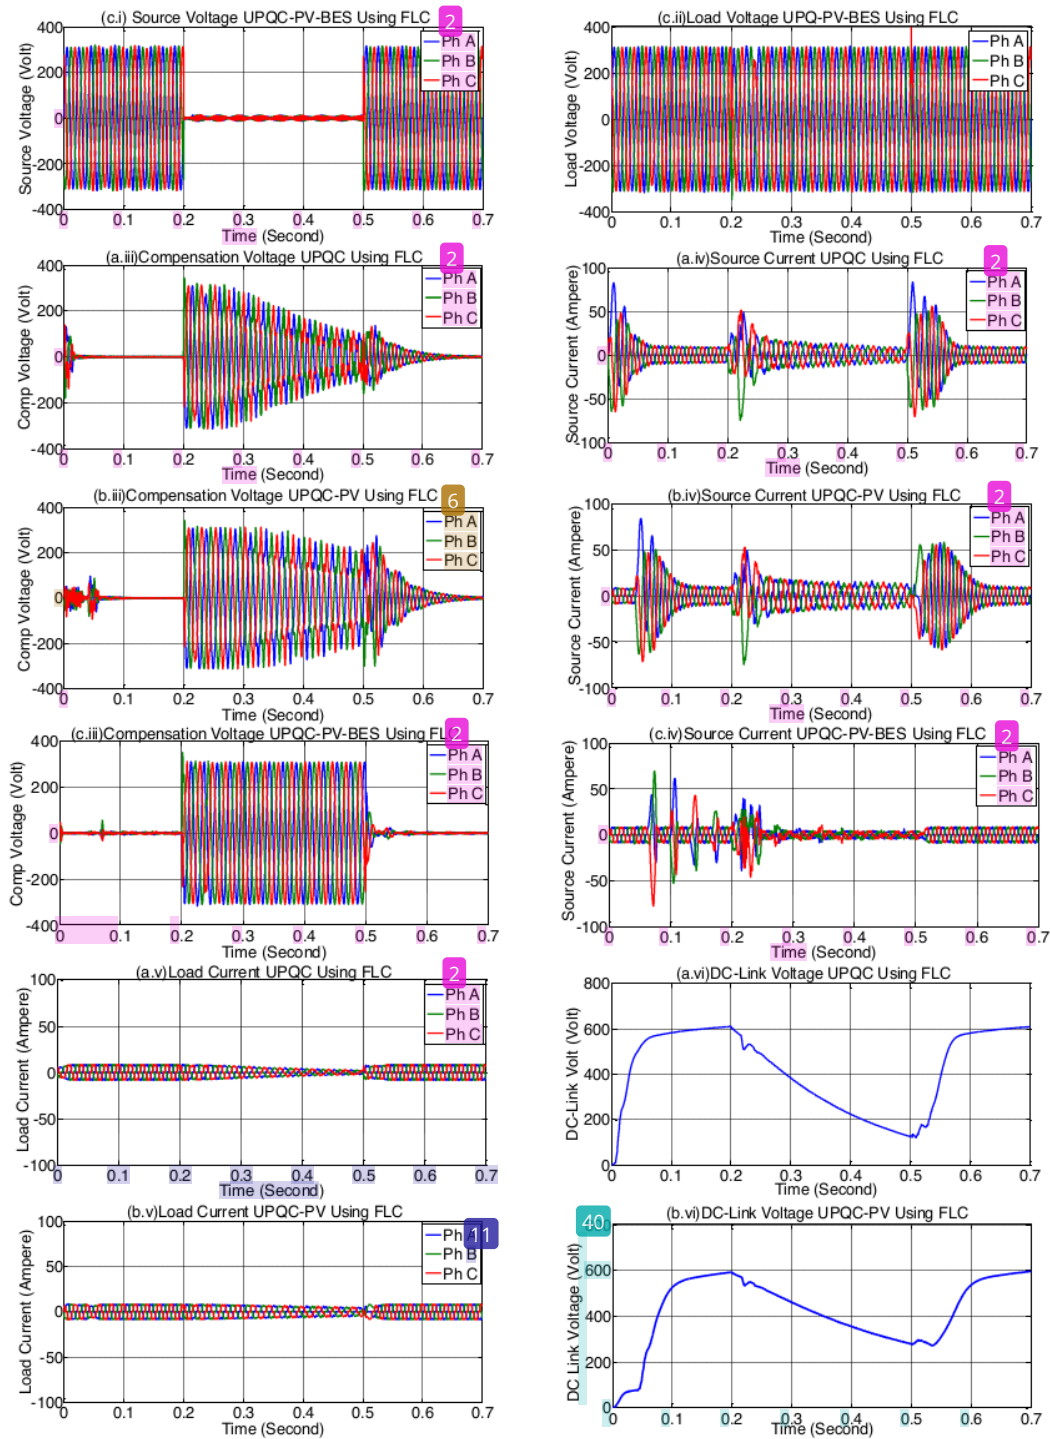 (c.i) Source Voltage UPQC-PV-BES Using FLC
2
Source Voltage (Volt)
400
200
0
-200
-400
Ph A
Ph B
Ph C
0 0.1 0.2 0.3 0.4 0.5 0.6 0.7
Time (Second)
(c.ii)Load Voltage UPQ-PV-BES Using FLC
Load Voltage (Volt)
400
200
0
-200
-400
Ph A
Ph B
Ph C
0 0.1 0.2 0.3 0.4 0.5 0.6 0.7
Time (Second)
(a.iii)Compensation Voltage UPQC Using FLC
2
Comp Voltage (Volt)
400
200
0
-200
-400
Ph A
Ph B
Ph C
0 0.1 0.2 0.3 0.4 0.5 0.6 0.7
Time (Second)
(a.iv)Source Current UPQC Using FLC
2
Source Current (Ampere)
100
50
0
-50
-100
Ph A
Ph B
Ph C
0 0.1 0.2 0.3 0.4 0.5 0.6 0.7
Time (Second)
(b.iii)Compensation Voltage UPQC-PV Using FLC
6
Comp Voltage (Volt)
400
200
0
-200
-400
Ph A
Ph B
Ph C
0 0.1 0.2 0.3 0.4 0.5 0.6 0.7
Time (Second)
(b.iv)Source Current UPQC-PV Using FLC
2
Source Current (Ampere)
100
50
0
-50
-100
Ph A
Ph B
Ph C
0 0.1 0.2 0.3 0.4 0.5 0.6 0.7
Time (Second)
(c.iii)Compensation Voltage UPQC-PV-BES Using
2
Comp Voltage (Volt)
400
200
0
-200
-400
Ph A
Ph B
Ph C
0 0.1 0.2 0.3 0.4 0.5 0.6 0.7
Time (Second)
(c.iv)Source Current UPQC-PV-BES Using FLC
2
Source Current (Ampere)
100
50
0
-50
-100
Ph A
Ph B
Ph C
0 0.1 0.2 0.3 0.4 0.5 0.6 0.7
Time (Second)
(a.v)Load Current UPQC Using FLC
2
Load Current (Ampere)
100
50
0
-50
-100
Ph A
Ph B
Ph C
0 0.1 0.2 0.3 0.4 0.5 0.6 0.7
Time (Second)
(a.vi)DC-Link Voltage UPQC Using FLC
DC-Link Volt (Volt)
800
600
400
200
0
0 0.1 0.2 0.3 0.4 0.5 0.6 0.7
Time (Second)
(b.v)Load Current UPQC-PV Using FLC
11
Load Current (Ampere)
100
50
0
-50
-100
Ph
Ph B
Ph C
0 0.1 0.2 0.3 0.4 0.5 0.6 0.7
Time (Second)
(b.vi)DC-Link Voltage UPQC-PV Using FLC
40
DC Link Voltage (Volt)
600
400
200
0
0 0.1 0.2 0.3 0.4 0.5 0.6 0.7
Time (Second)